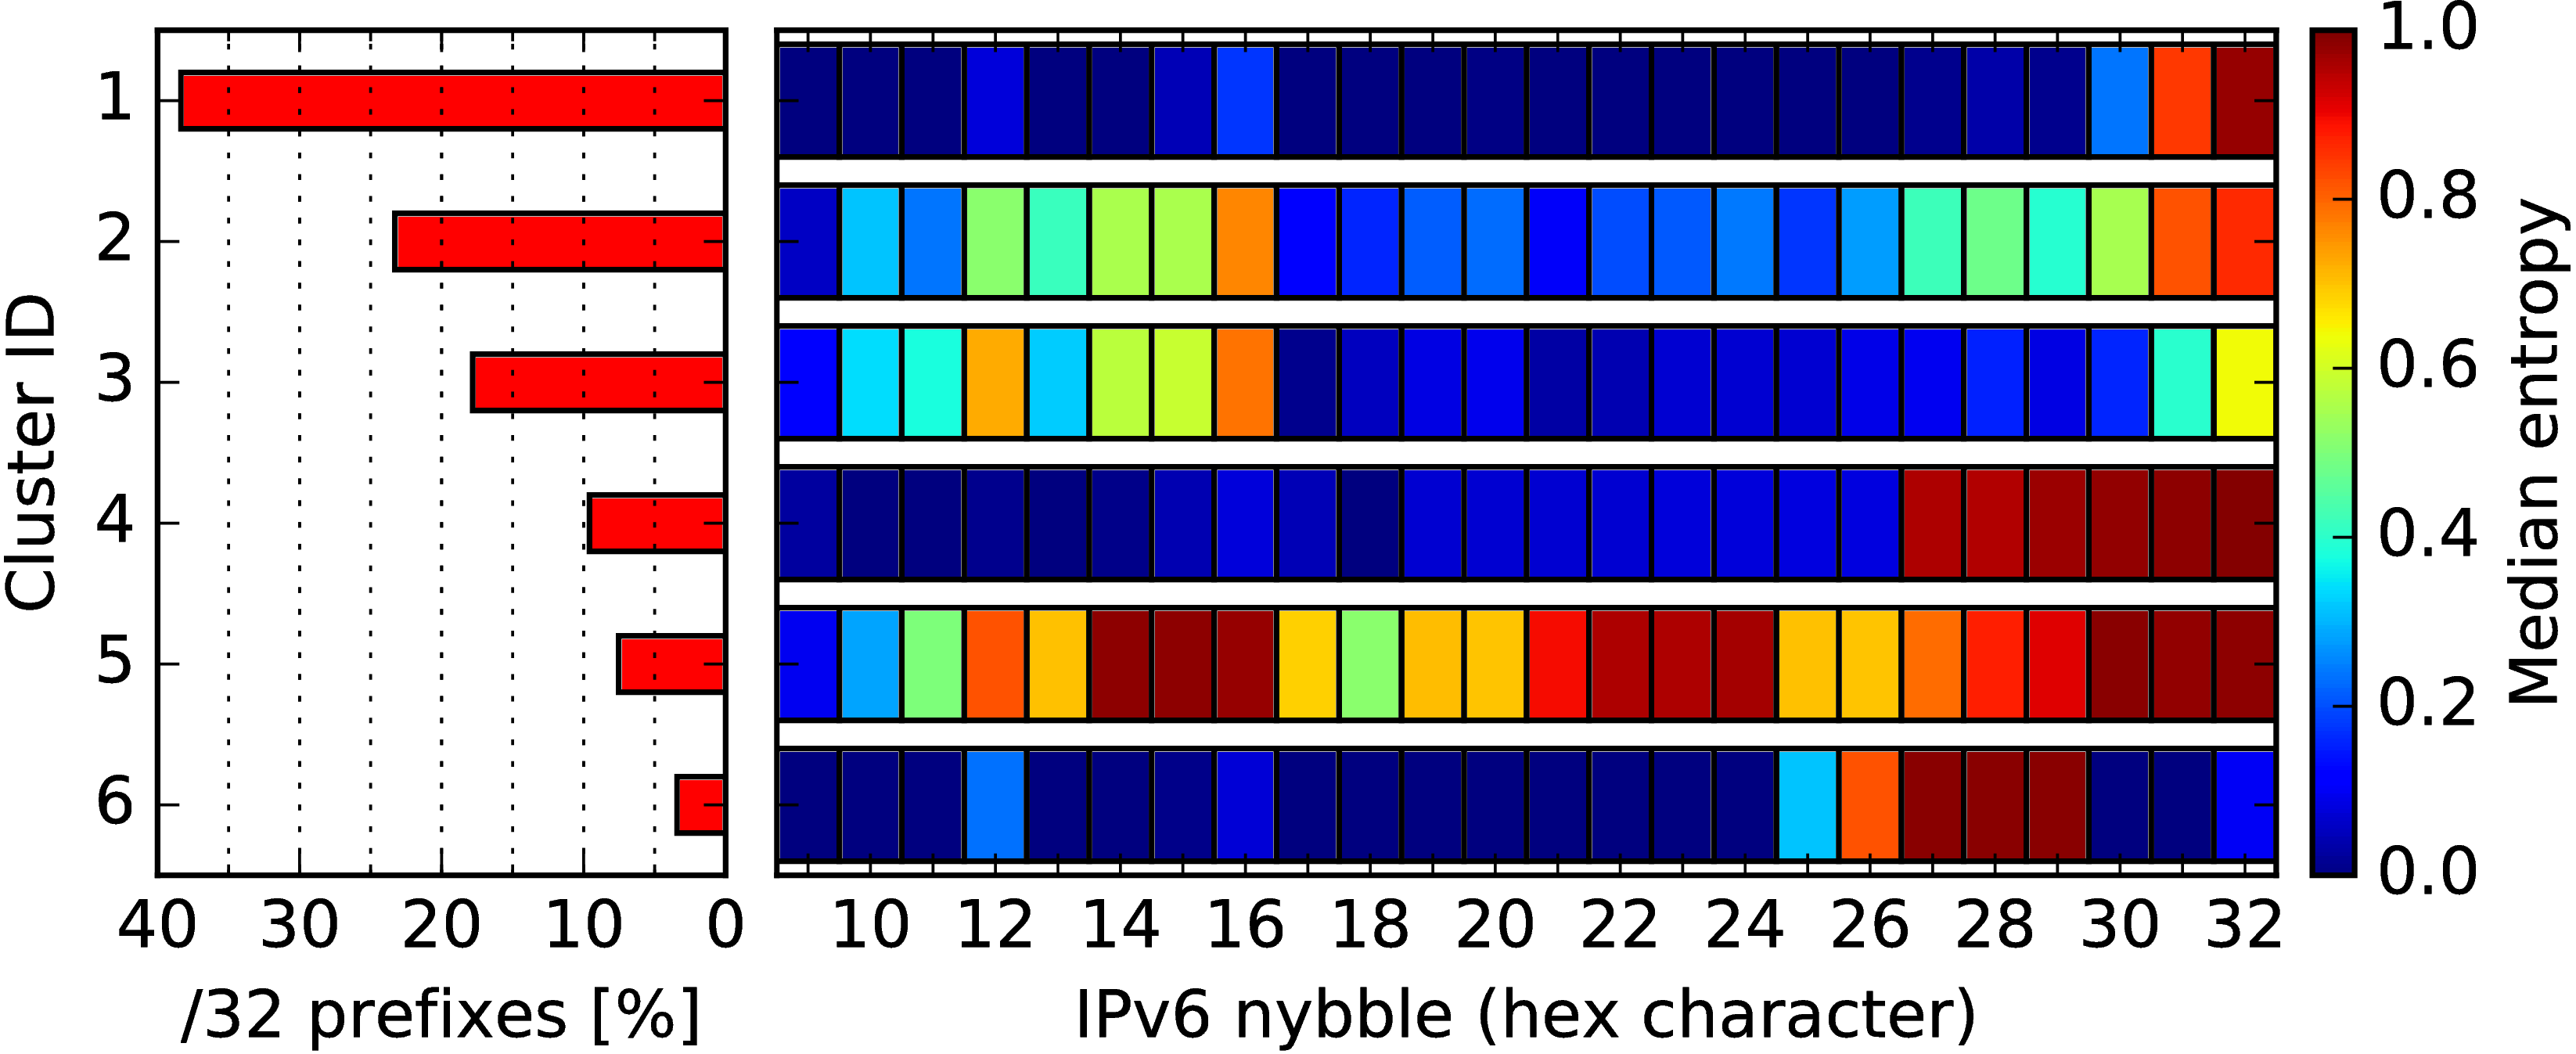 Cluster ID
1
2
3
4
5
6
40 30 20 10 0
/32 prefixes [%]
10 12 14 16 18 20 22 24 26 28 30 32
IPv6 nybble (hex character)
1.0
0.8
0.6
0.4
0.2
0.0
Median entropy